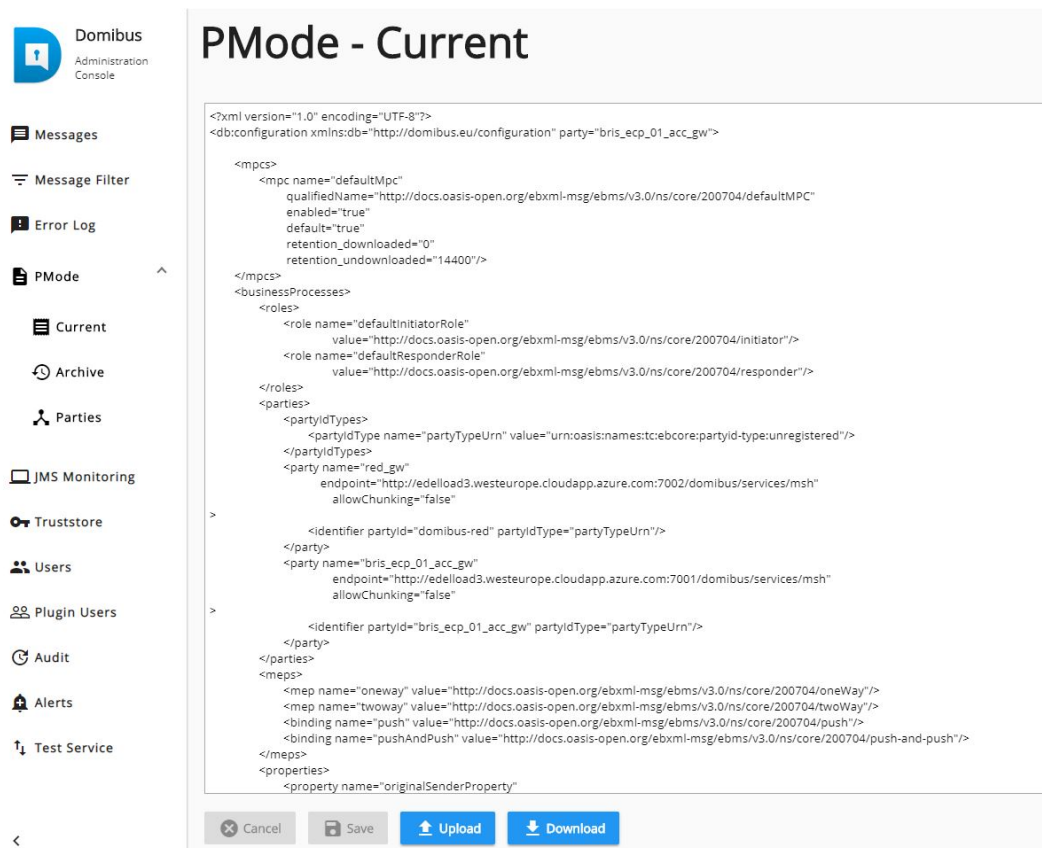 Domibus
Administration
Console
Messages
Message Filter
Error Log
PMode
Current
Archive
Parties
JMS Monitoring
Truststore
Users
Plugin Users
Audit
Alerts
Test Service
PMode - Current
<?xml version="1.0" encoding="UTF-8"?>
<db:configuration xmlns:db="http://domibus.eu/configuration" party="bris_ecp_01_acc_gw">
<mpcs>
<mpc name="defaultMpc"
qualifiedName="http://docs.oasis-open.org/ebxml-msg/ebms/v3.0/ns/core/200704/defaultMPC"
enabled="true"
default="true"
retention_downloaded="0"
retention_undownloaded="14400"/>
</mpcs>
<businessProcesses>
<roles>
<role name="defaultInitiatorRole"
value="http://docs.oasis-open.org/ebxml-msg/ebms/v3.0/ns/core/200704/initiator"/>
<role name="defaultResponderRole"
value="http://docs.oasis-open.org/ebxml-msg/ebms/v3.0/ns/core/200704/responder"/>
</roles>
<parties>
<partyIdTypes>
<partyIdType name="partyTypeUrn" value="urn:oasis:names:tc:ebcore:partyid-type:unregistered"/>
</partyIdTypes>
<party name="red_gw"
endpoint="http://edelload3.westeurope.cloudapp.azure.com:7002/domibus/services/msh"
allowChunking="false"
>
<identifier partyId="domibus-red" partyIdType="partyTypeUrn"/>
</party>
<party name="bris_ecp_01_acc_gw"
endpoint="http://edelload3.westeurope.cloudapp.azure.com:7001/domibus/services/msh"
allowChunking="false"
>
<identifier partyId="bris_ecp_01_acc_gw" partyIdType="partyTypeUrn"/>
</party>
</parties>
<meps>
<mep name="oneway" value="http://docs.oasis-open.org/ebxml-msg/ebms/v3.0/ns/core/200704/oneWay"/>
<mep name="twoway" value="http://docs.oasis-open.org/ebxml-msg/ebms/v3.0/ns/core/200704/twoWay"/>
<binding name="push" value="http://docs.oasis-open.org/ebxml-msg/ebms/v3.0/ns/core/200704/push"/>
<binding name="pushAndPush" value="http://docs.oasis-open.org/ebxml-msg/ebms/v3.0/ns/core/200704/push-and-push"/>
</meps>
<properties>
<property name="originalSenderProperty"
Cancel Save Upload Download